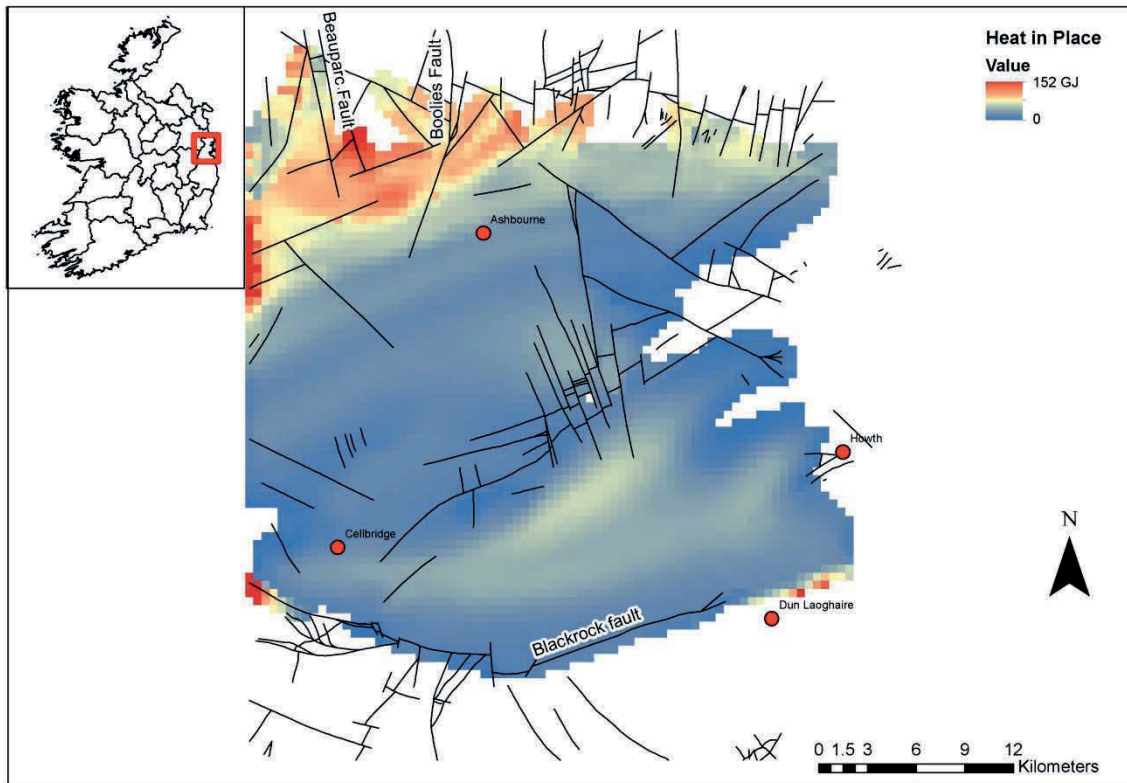 Beauparc Fault
Boolies Fault
Heat in Place
Value
152 GJ
0
Ashbourne
Howth
Cellbridge
N
Dun Laoghaire
Blackrock fault
0 1.5 3 6 9 12
Kilometers